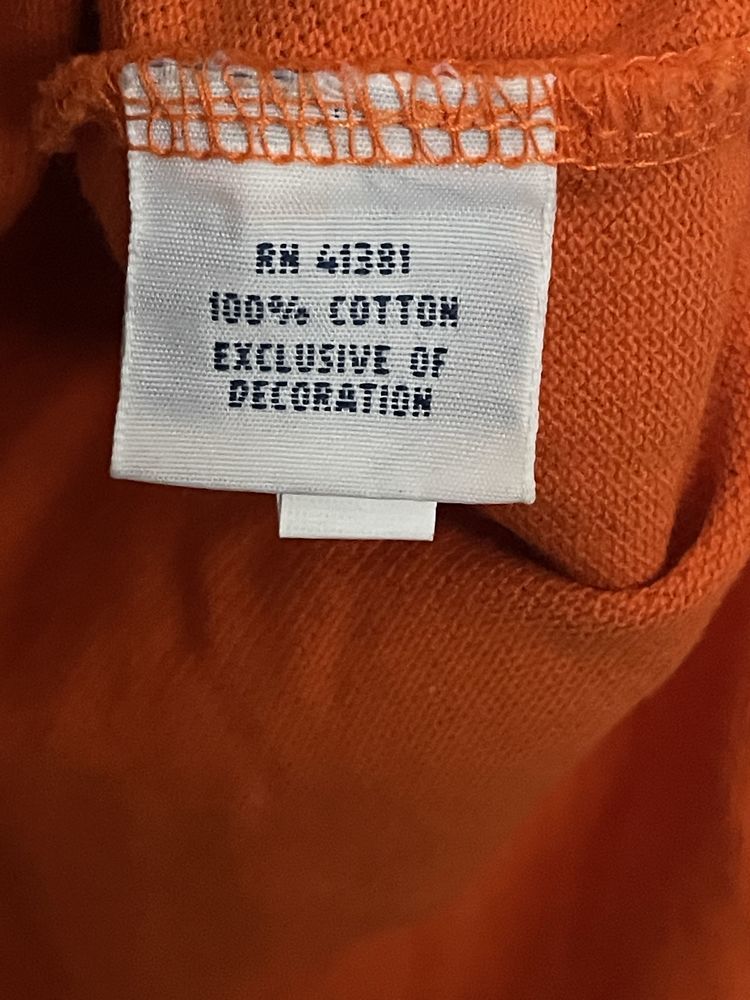 RN 41381
100% COTTON
EXCLUSIVE OF
DECORATION